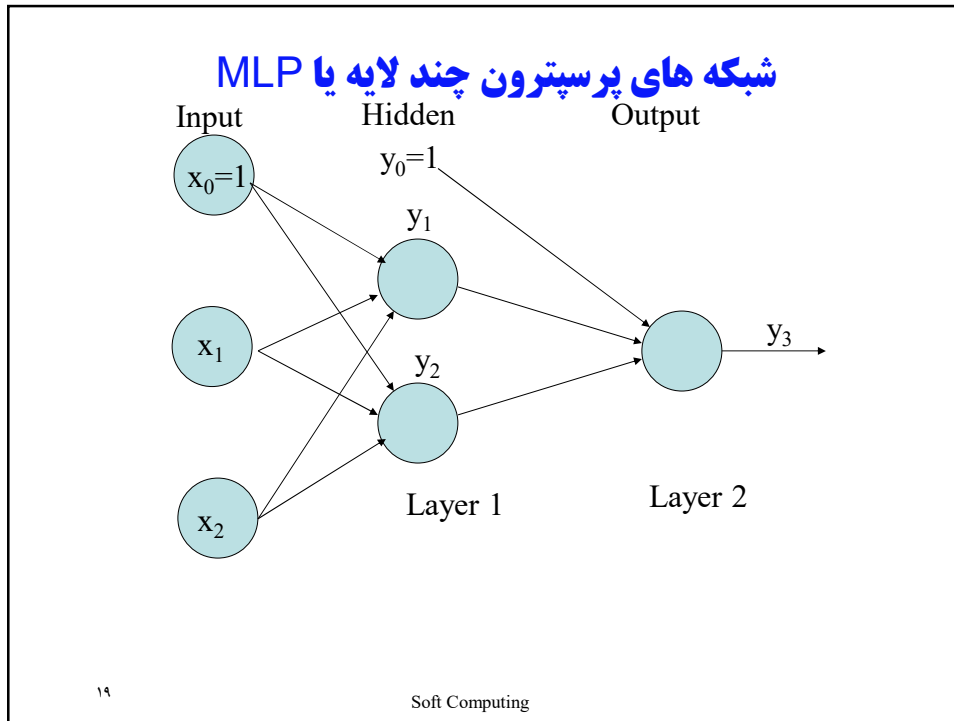 شبکه های پرسپترون چند لایه یا MLP
Input Hidden Output
x₀=1
y₀=1
y₁
x₁
y₂
y₃
x₂
Layer 1
Layer 2
۱۹
Soft Computing